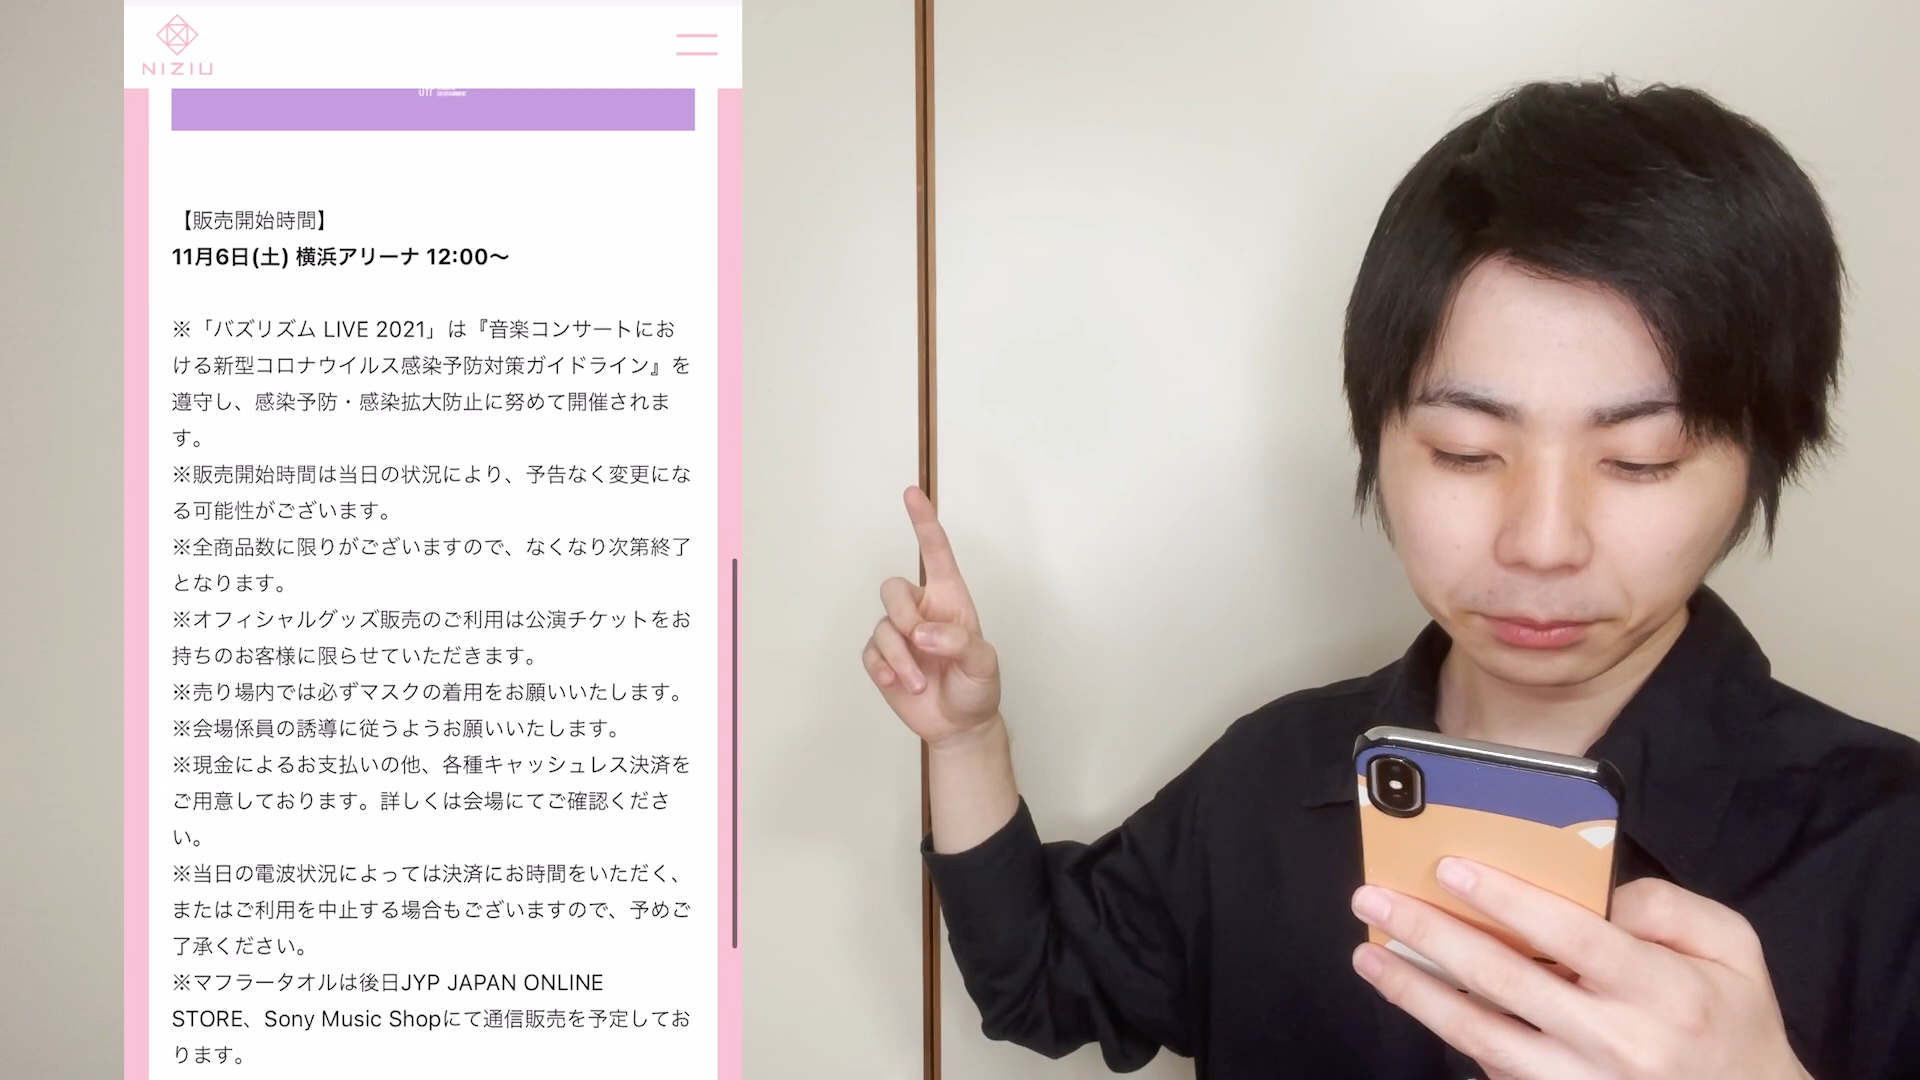 NIZIU
【販売開始時間】
11月6日(土) 横浜アリーナ 12:00〜
※「バズリズム LIVE 2021」は『音楽コンサートにお
ける新型コロナウイルス感染予防対策ガイドライン』を
遵守し、感染予防・感染拡大防止に努めて開催されま
す。
※販売開始時間は当日の状況により、予告なく変更にな
る可能性がございます。
※全商品数に限りがございますので、なくなり次第終了
となります。
※オフィシャルグッズ販売のご利用は公演チケットをお
持ちのお客様に限らせていただきます。
※売り場内では必ずマスクの着用をお願いいたします。
※会場係員の誘導に従うようお願いいたします。
※現金によるお支払いの他、各種キャッシュレス決済を
ご用意しております。詳しくは会場にてご確認くださ
い。
※当日の電波状況によっては決済にお時間をいただく、
またはご利用を中止する場合もございますので、予めご
了承ください。
※マフラータオルは後日JYP JAPAN ONLINE
STORE、Sony Music Shopにて通信販売を予定してお
ります。